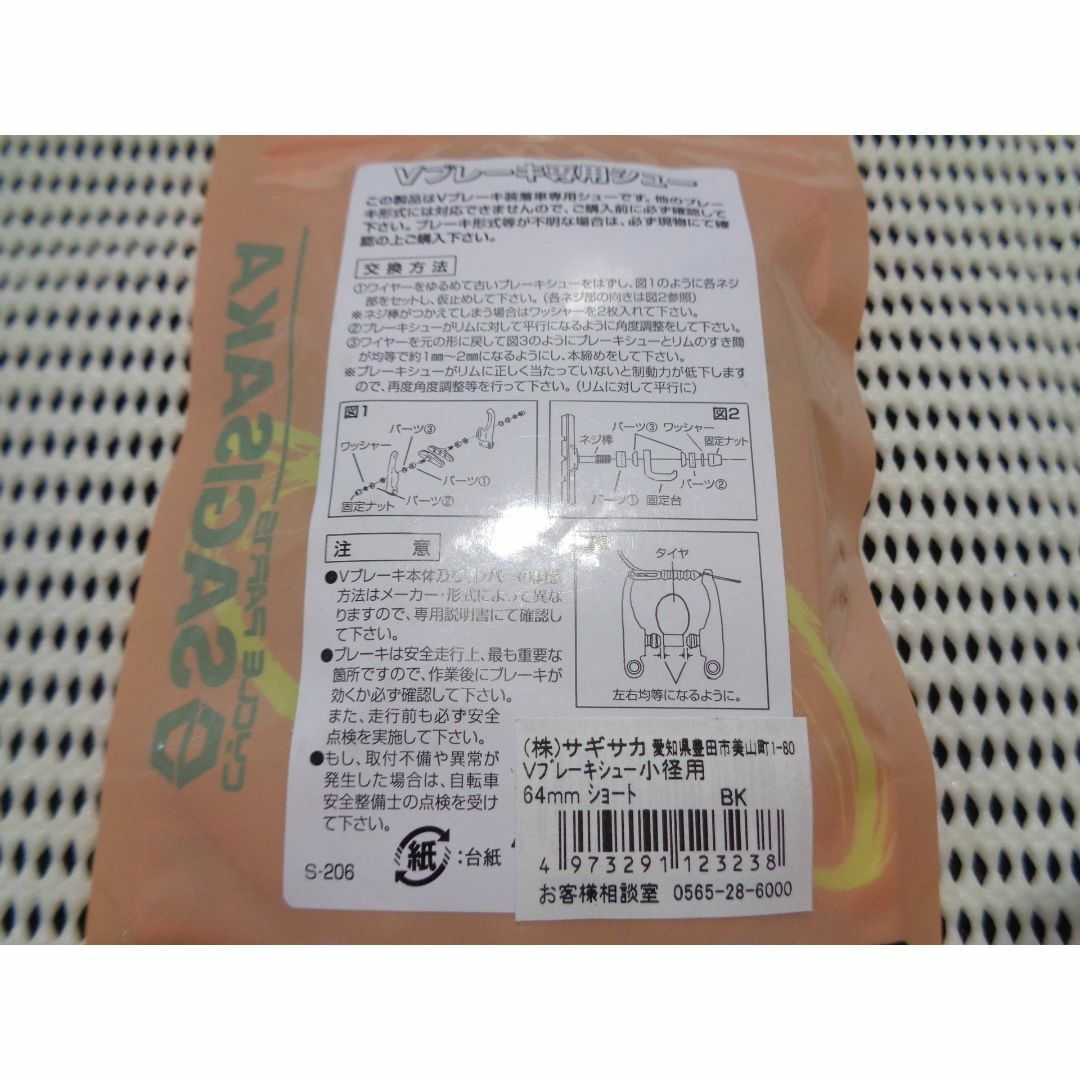 Vブレーキ専用シュー
この製品はVブレーキ装着車専用シューです。他のブレー
キ形式には対応できませんので、ご購入前に必ず確認して
下さい。ブレーキ形式等が不明な場合は、必ず現物にて確
認の上ご購入下さい。
交換方法
①ワイヤーをゆるめて古いブレーキシューをはずし、図1のように各ネジ
部をセットし、仮止めして下さい。(各ネジ部の向きは図2参照)
※ネジ棒がつかえてしまう場合はワッシャーを2枚入れて下さい。
②ブレーキシューがリムに対して平行になるように角度調整をして下さい。
③ワイヤーを元の形に戻して図3のようにブレーキシューとリムのすき間
が均等で約1㎜〜2㎜になるようにし、本締めをして下さい。
※ブレーキシューがリムに正しく当たっていないと制動力が低下します
ので、再度角度調整等を行って下さい。(リムに対して平行に)
図1
パーツ③
ワッシャー
パーツ①
パーツ②
固定ナット
図2
パーツ③ ワッシャー
ネジ棒
固定ナット
パーツ②
パーツ① 固定台
注意
●Vブレーキ本体及び
方法はメーカー・形式によって異な
りますので、専用説明書にて確認し
て下さい。
●ブレーキは安全走行上、最も重要な
箇所ですので、作業後にブレーキが
効くか必ず確認して下さい。
また、走行前も必ず安全
点検を実施して下さい。
●もし、取付不備や異常が
発生した場合は、自転車
安全整備士の点検を受け
て下さい。
タイヤ
左右均等になるように。
S-206
紙 :台紙
(株)サギサカ 愛知県豊田市美山町1-80
Vブレーキシュー小径用
64mm ショート BK
4 973291 123238
お客様相談室 0565-28-6000
SAGISAKA
CYCLE PARTS